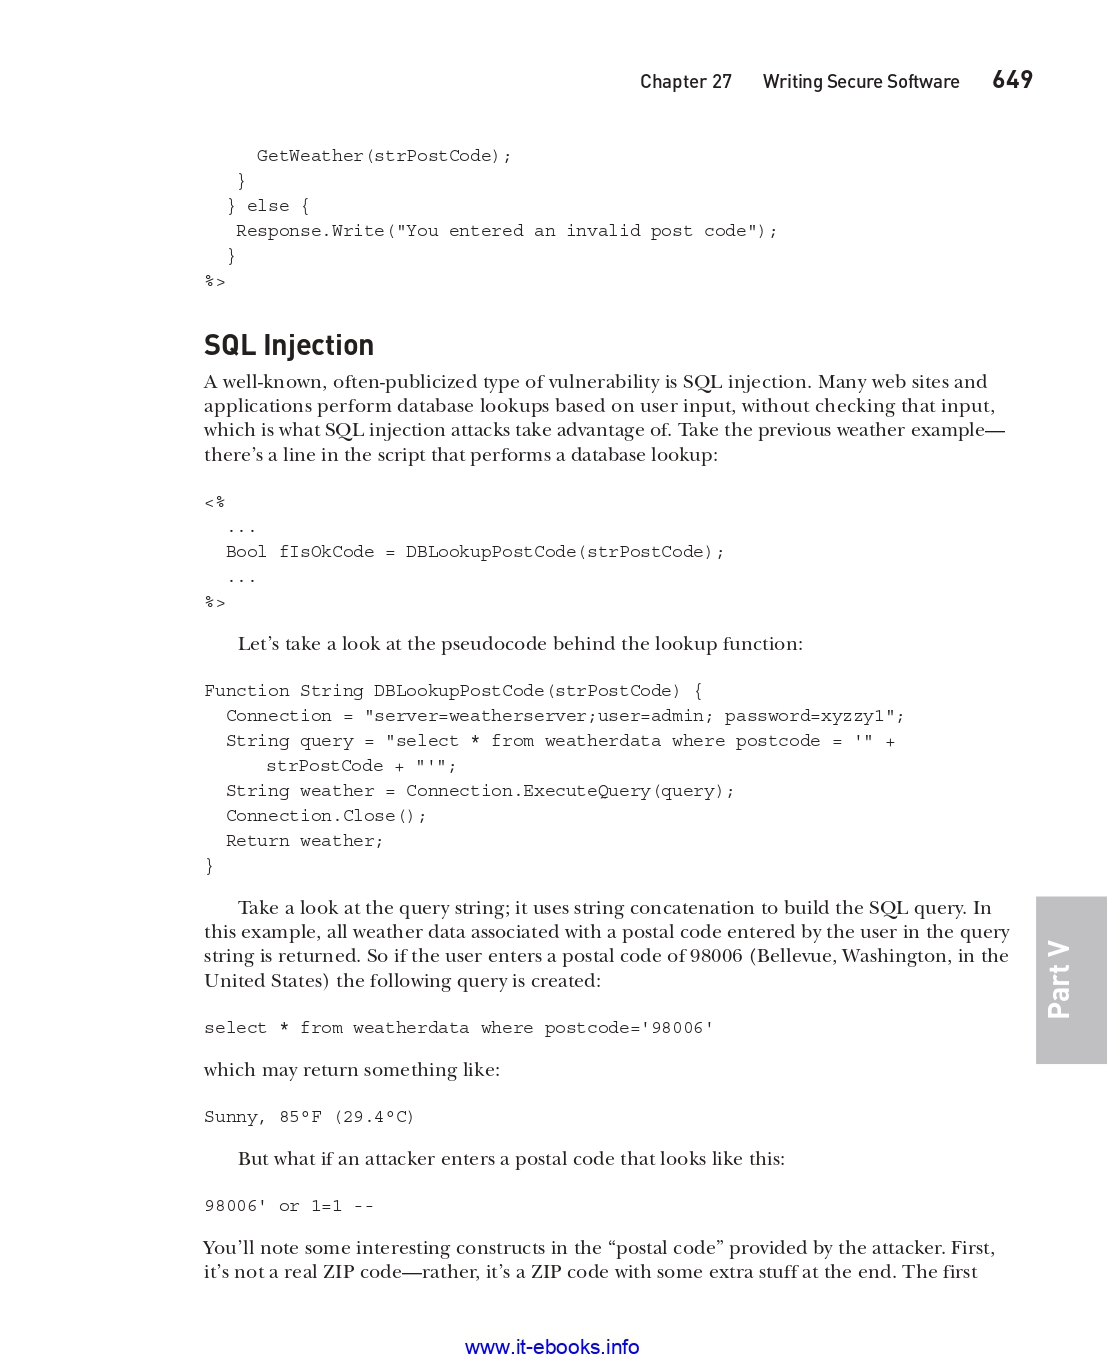 Chapter 27 Writing Secure Software 649
GetWeather(strPostCode);
}
} else {
Response.Write("You entered an invalid post code");
}
%>
SQL Injection
A well-known, often-publicized type of vulnerability is SQL injection. Many web sites and
applications perform database lookups based on user input, without checking that input,
which is what SQL injection attacks take advantage of. Take the previous weather example—
there's a line in the script that performs a database lookup:
<%
...
Bool fIsOkCode = DBLookupPostCode(strPostCode);
...
%>
Let's take a look at the pseudocode behind the lookup function:
Function String DBLookupPostCode(strPostCode) {
Connection = "server=weatherserver;user=admin; password=xyzzy1";
String query = "select * from weatherdata where postcode = '" +
strPostCode + "'";
String weather = Connection.ExecuteQuery(query);
Connection.Close();
Return weather;
}
Take a look at the query string; it uses string concatenation to build the SQL query. In
this example, all weather data associated with a postal code entered by the user in the query
string is returned. So if the user enters a postal code of 98006 (Bellevue, Washington, in the
United States) the following query is created:
select * from weatherdata where postcode='98006'
which may return something like:
Sunny, 85ºF (29.4ºC)
But what if an attacker enters a postal code that looks like this:
98006' or 1=1 --
You'll note some interesting constructs in the “postal code” provided by the attacker. First,
it's not a real ZIP code—rather, it's a ZIP code with some extra stuff at the end. The first
Part V
www.it-ebooks.info